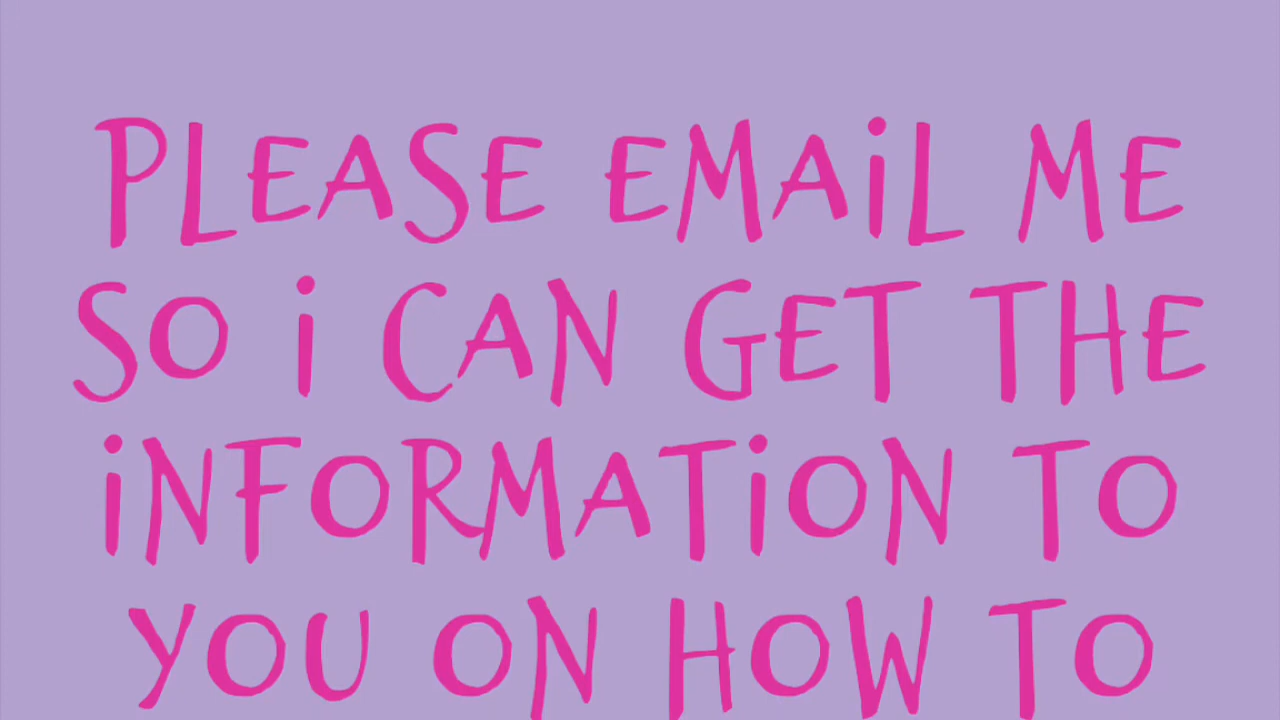 PLEASE EMAiL ME
SO i CAN GET THE
iNFORMATiON TO
YOU ON HOW TO